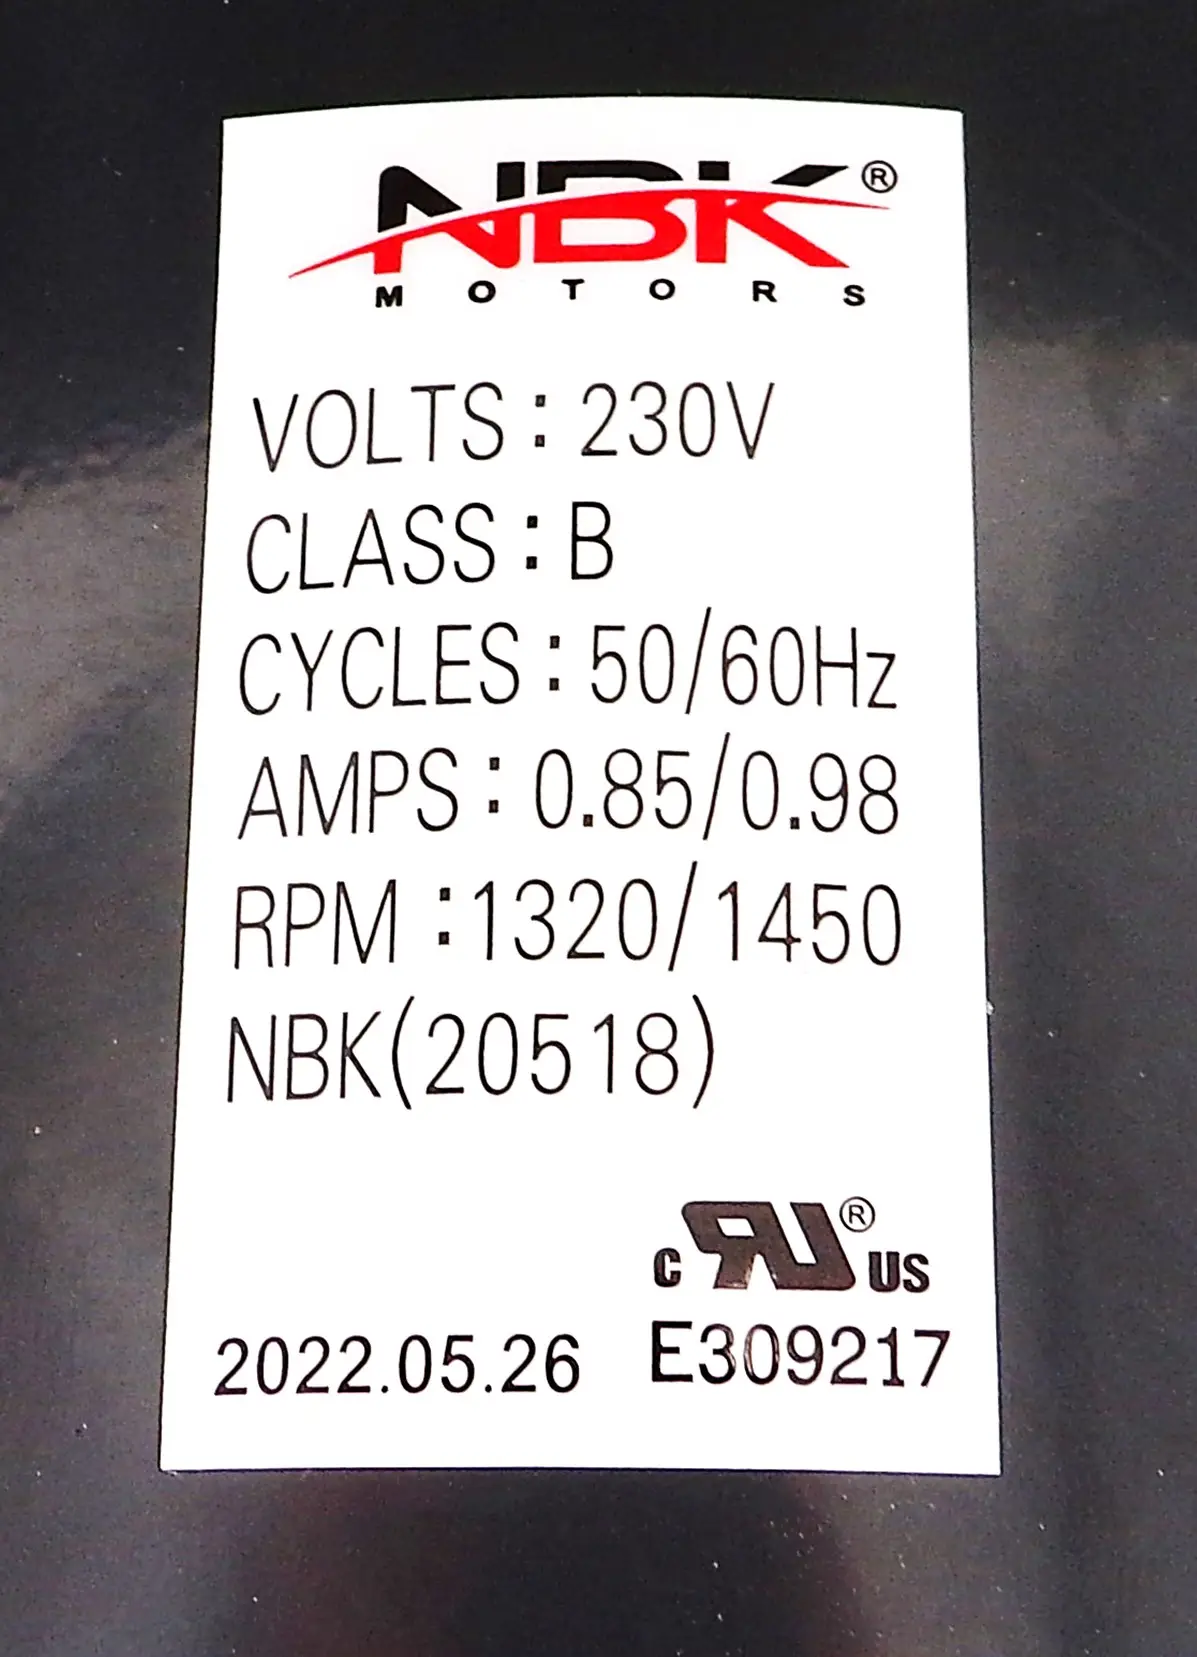 NBK®
MOTORS
VOLTS : 230V
CLASS : B
CYCLES : 50/60Hz
AMPS : 0.85/0.98
RPM :1320/1450
NBK(20518)
c RU® US
2022.05.26 E309217